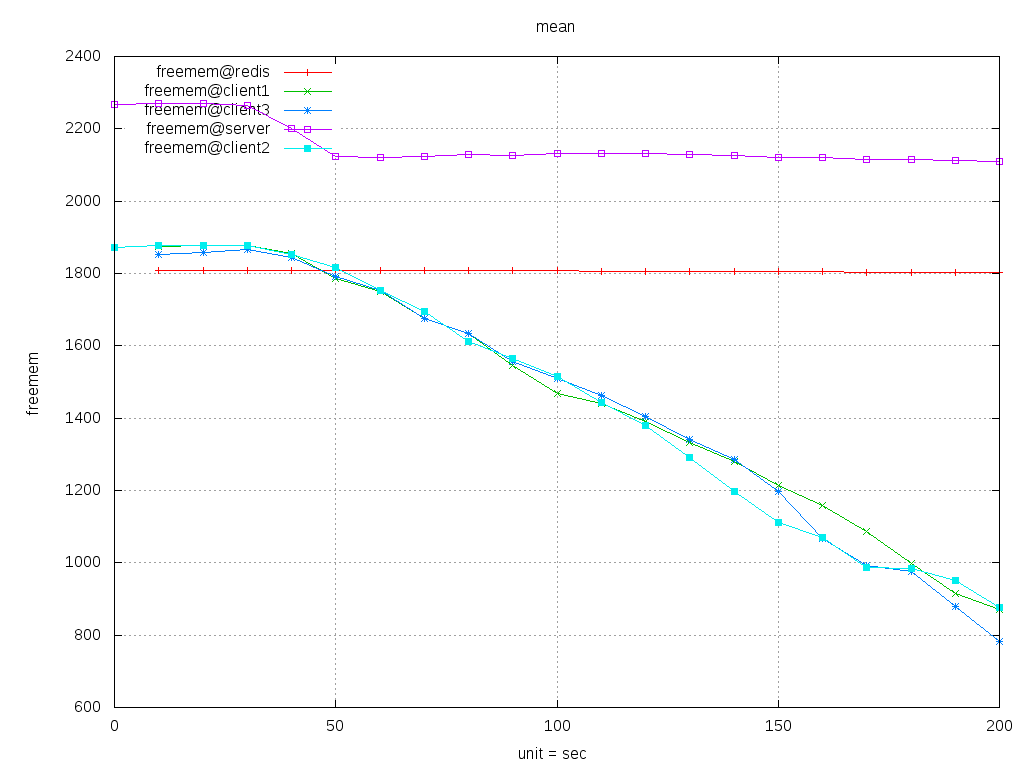 mean
2400
2200
2000
1800
1600
1400
1200
1000
800
600
freemem
freemem@redis
freemem@client1
freemem@client3
freemem@server
freemem@client2
0
50
100
150
200
unit = sec